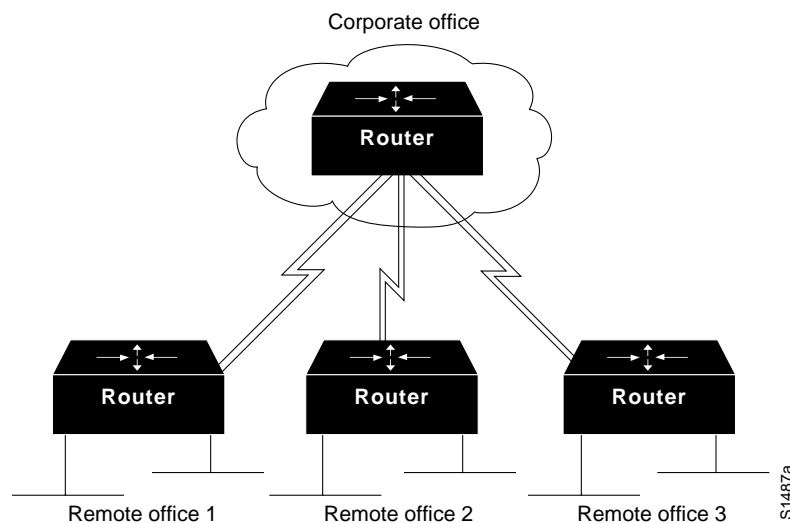 Corporate office
Router
Router
Router
Router
Remote office 1
Remote office 2
Remote office 3
S1487a